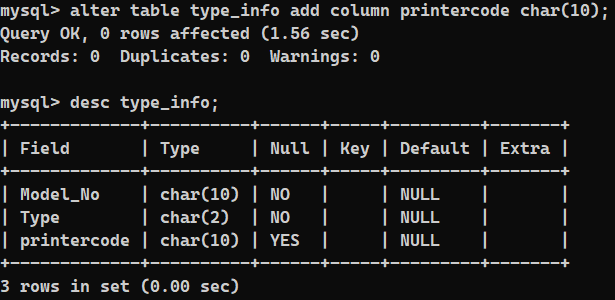 mysql> alter table type_info add column printercode char(10);
Query OK, 0 rows affected (1.56 sec)
Records: 0  Duplicates: 0  Warnings: 0

mysql> desc type_info;
+-------------+----------+------+-----+---------+-------+
| Field       | Type     | Null | Key | Default | Extra |
+-------------+----------+------+-----+---------+-------+
| Model_No    | char(10) | NO   |     | NULL    |       |
| Type        | char(2)  | NO   |     | NULL    |       |
| printercode | char(10) | YES  |     | NULL    |       |
+-------------+----------+------+-----+---------+-------+
3 rows in set (0.00 sec)